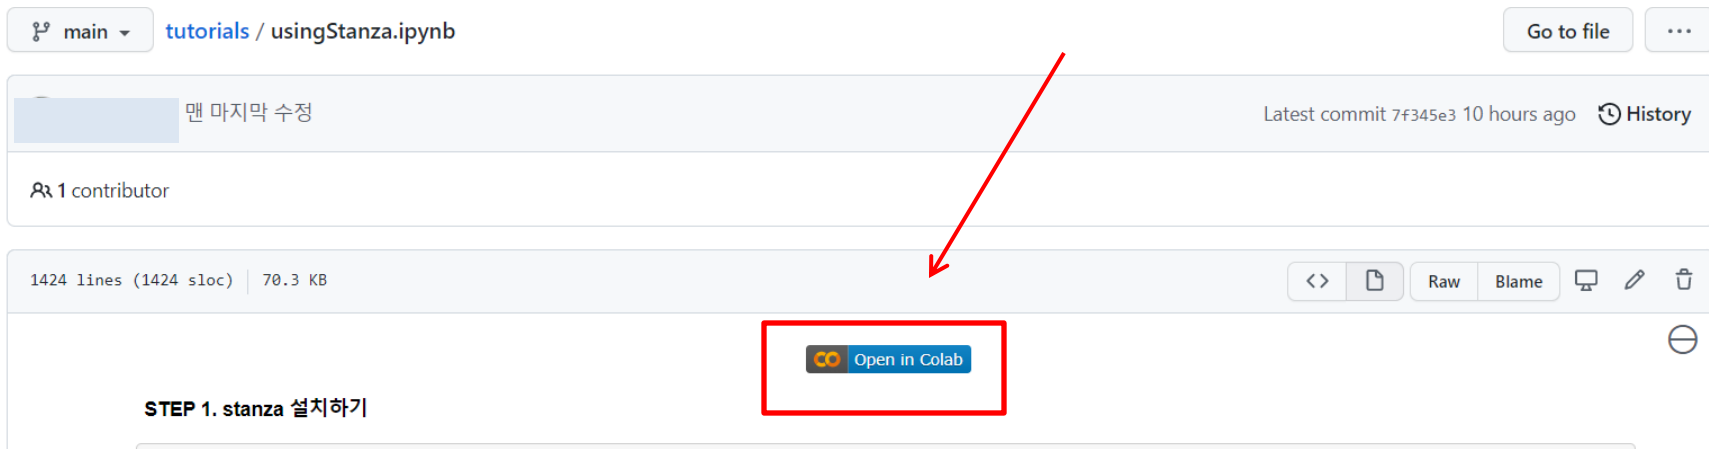 main tutorials / usingStanza.ipynb Go to file ...
맨 마지막 수정 Latest commit 7f345e3 10 hours ago History
1 contributor
1424 lines (1424 sloc) 70.3 KB <> Raw Blame
Open in Colab
STEP 1. stanza 설치하기